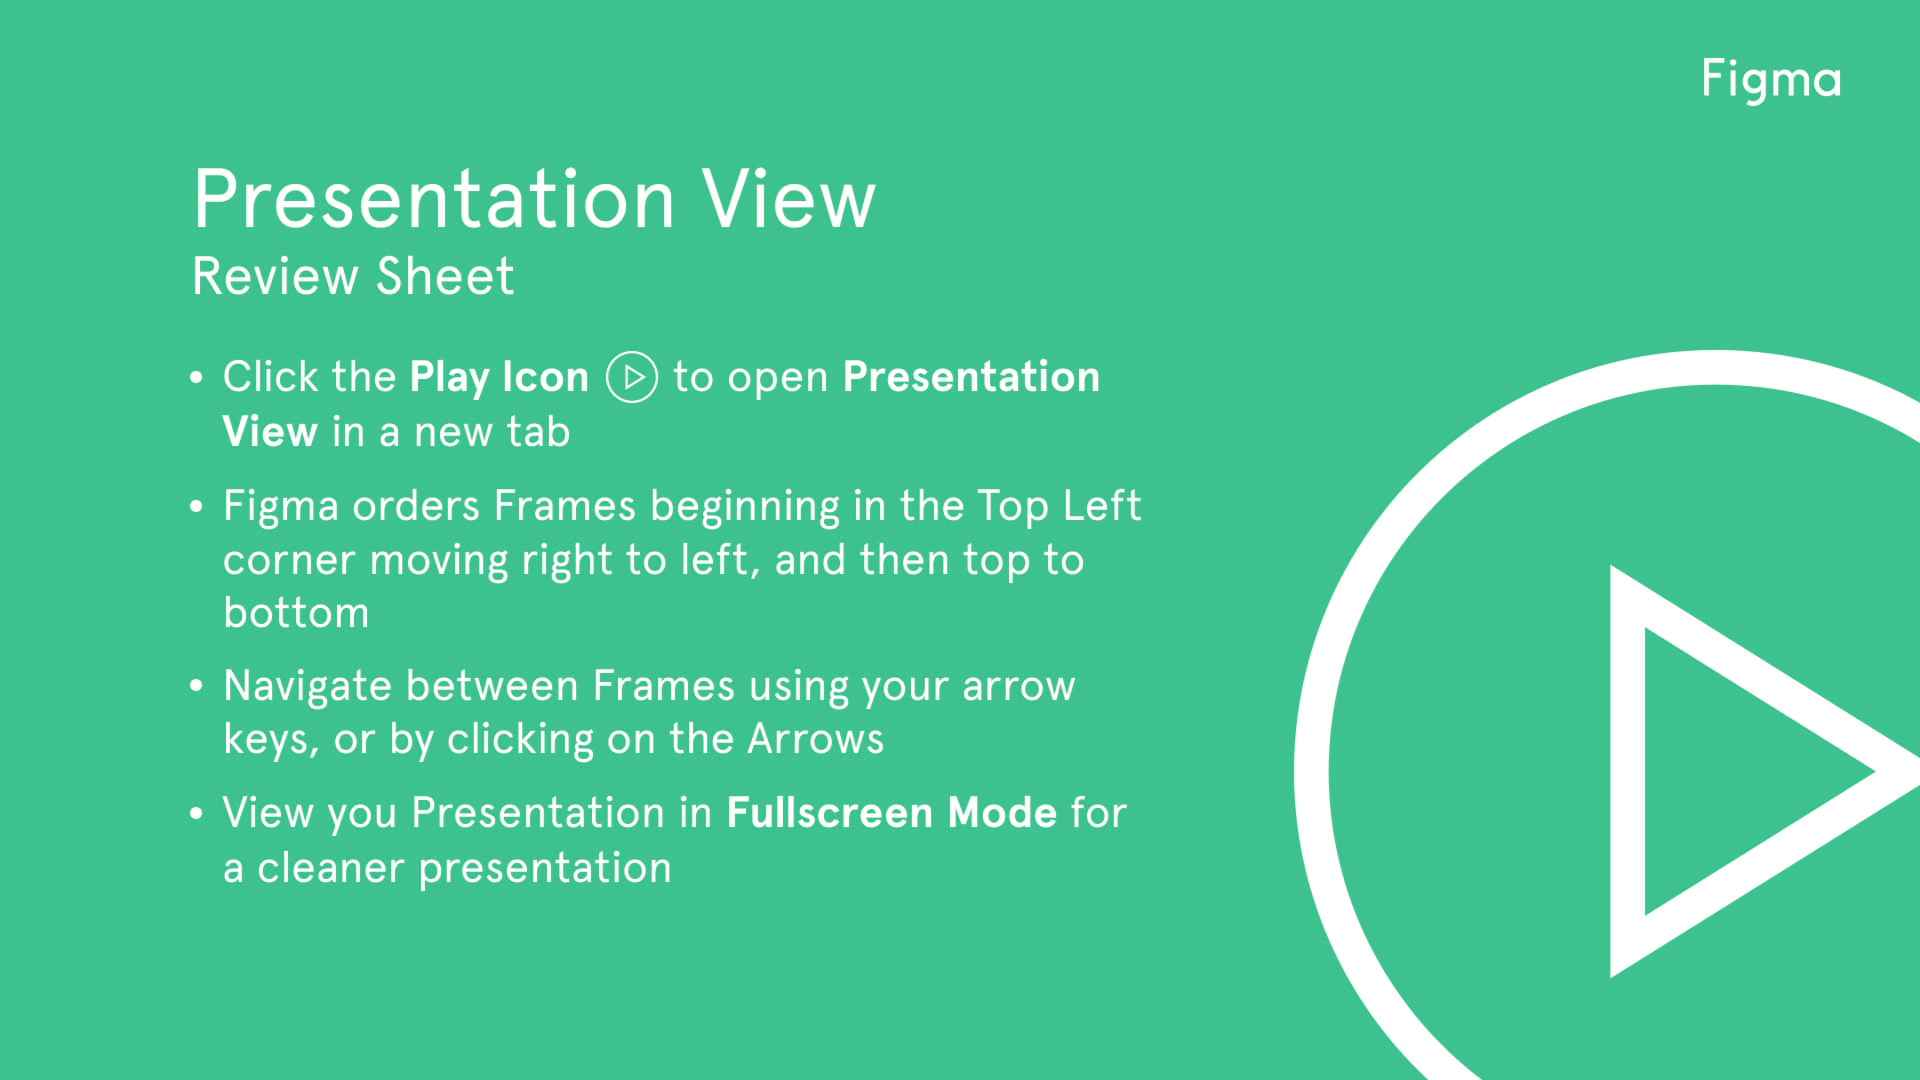 Figma
Presentation View
Review Sheet
• Click the Play Icon to open Presentation
View in a new tab
• Figma orders Frames beginning in the Top Left
corner moving right to left, and then top to
bottom
• Navigate between Frames using your arrow
keys, or by clicking on the Arrows
• View you Presentation in Fullscreen Mode for
a cleaner presentation